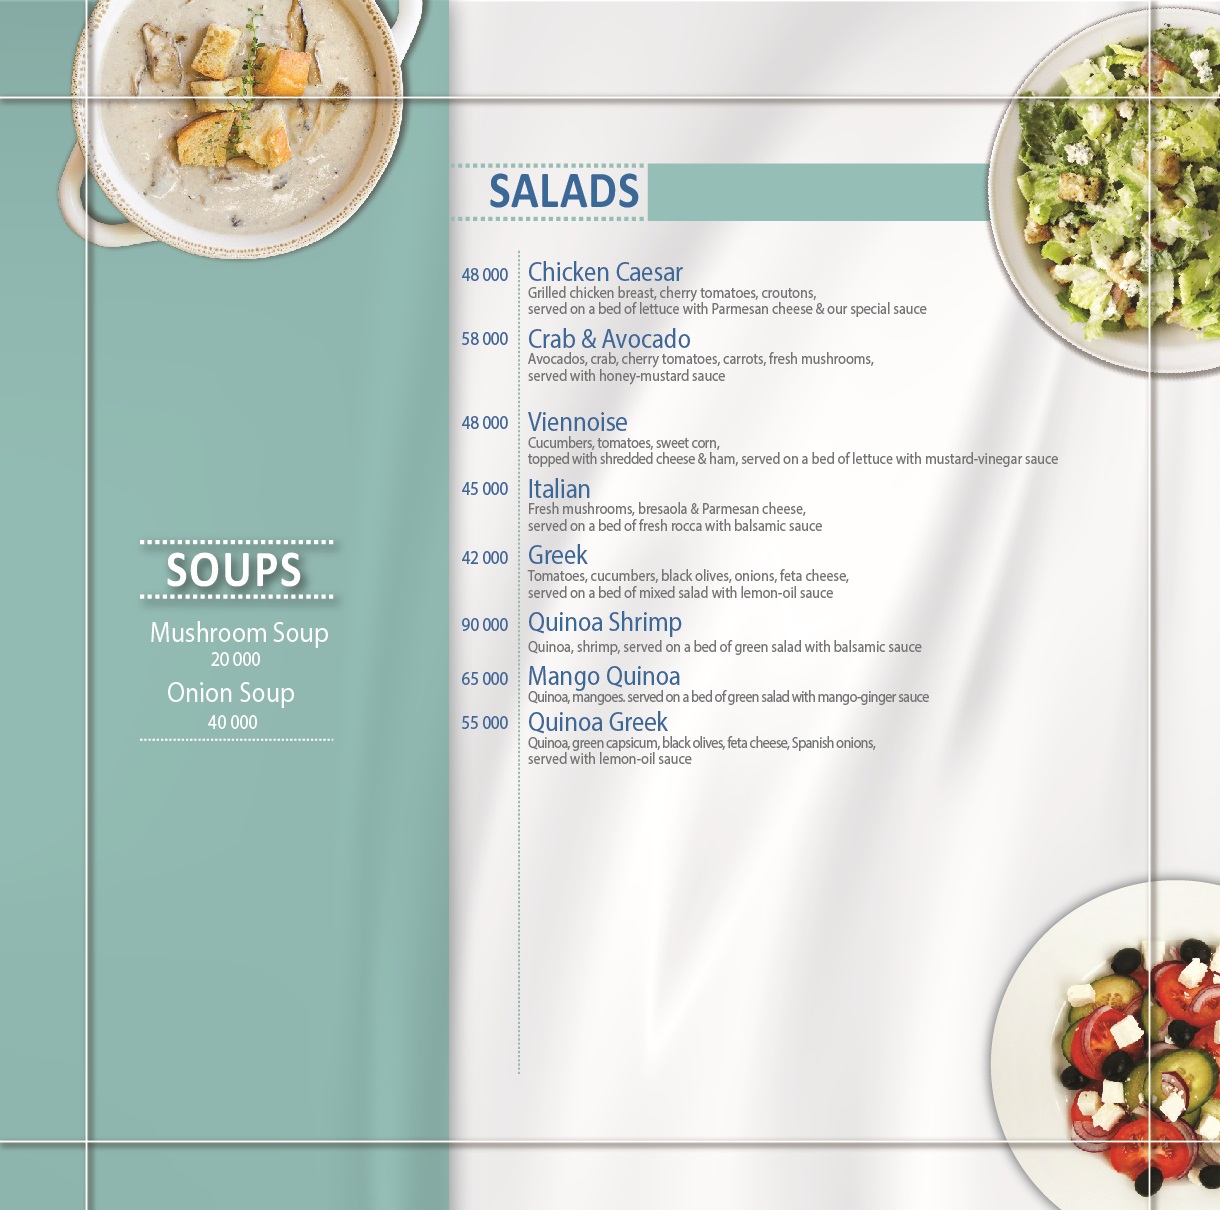 SOUPS
Mushroom Soup
20 000
Onion Soup
40 000
SALADS
48 000 Chicken Caesar
Grilled chicken breast, cherry tomatoes, croutons,
served on a bed of lettuce with Parmesan cheese & our special sauce
58 000 Crab & Avocado
Avocados, crab, cherry tomatoes, carrots, fresh mushrooms,
served with honey-mustard sauce
48 000 Viennoise
Cucumbers, tomatoes, sweet corn,
topped with shredded cheese & ham, served on a bed of lettuce with mustard-vinegar sauce
45 000 Italian
Fresh mushrooms, bresaola & Parmesan cheese,
served on a bed of fresh rocca with balsamic sauce
42 000 Greek
Tomatoes, cucumbers, black olives, onions, feta cheese,
served on a bed of mixed salad with lemon-oil sauce
90 000 Quinoa Shrimp
Quinoa, shrimp, served on a bed of green salad with balsamic sauce
65 000 Mango Quinoa
Quinoa, mangoes. served on a bed of green salad with mango-ginger sauce
55 000 Quinoa Greek
Quinoa, green capsicum, black olives, feta cheese, Spanish onions,
served with lemon-oil sauce